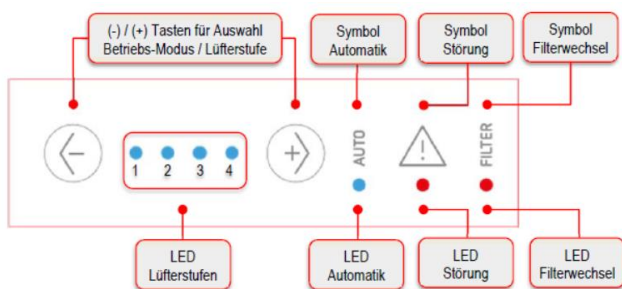 (-) / (+) Tasten für Auswahl
Betriebs-Modus / Lüfterstufe
Symbol
Automatik
Symbol
Störung
Symbol
Filterwechsel
-
1 2 3 4
+
AUTO
!
FILTER
LED
Lüfterstufen
LED
Automatik
LED
Störung
LED
Filterwechsel